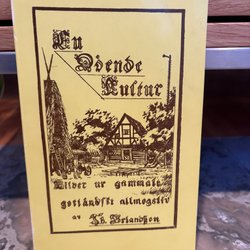 En
Döende
Kultur
Bilder ur gammalt
gotländskt allmogeliv
av Th. Erlandsson